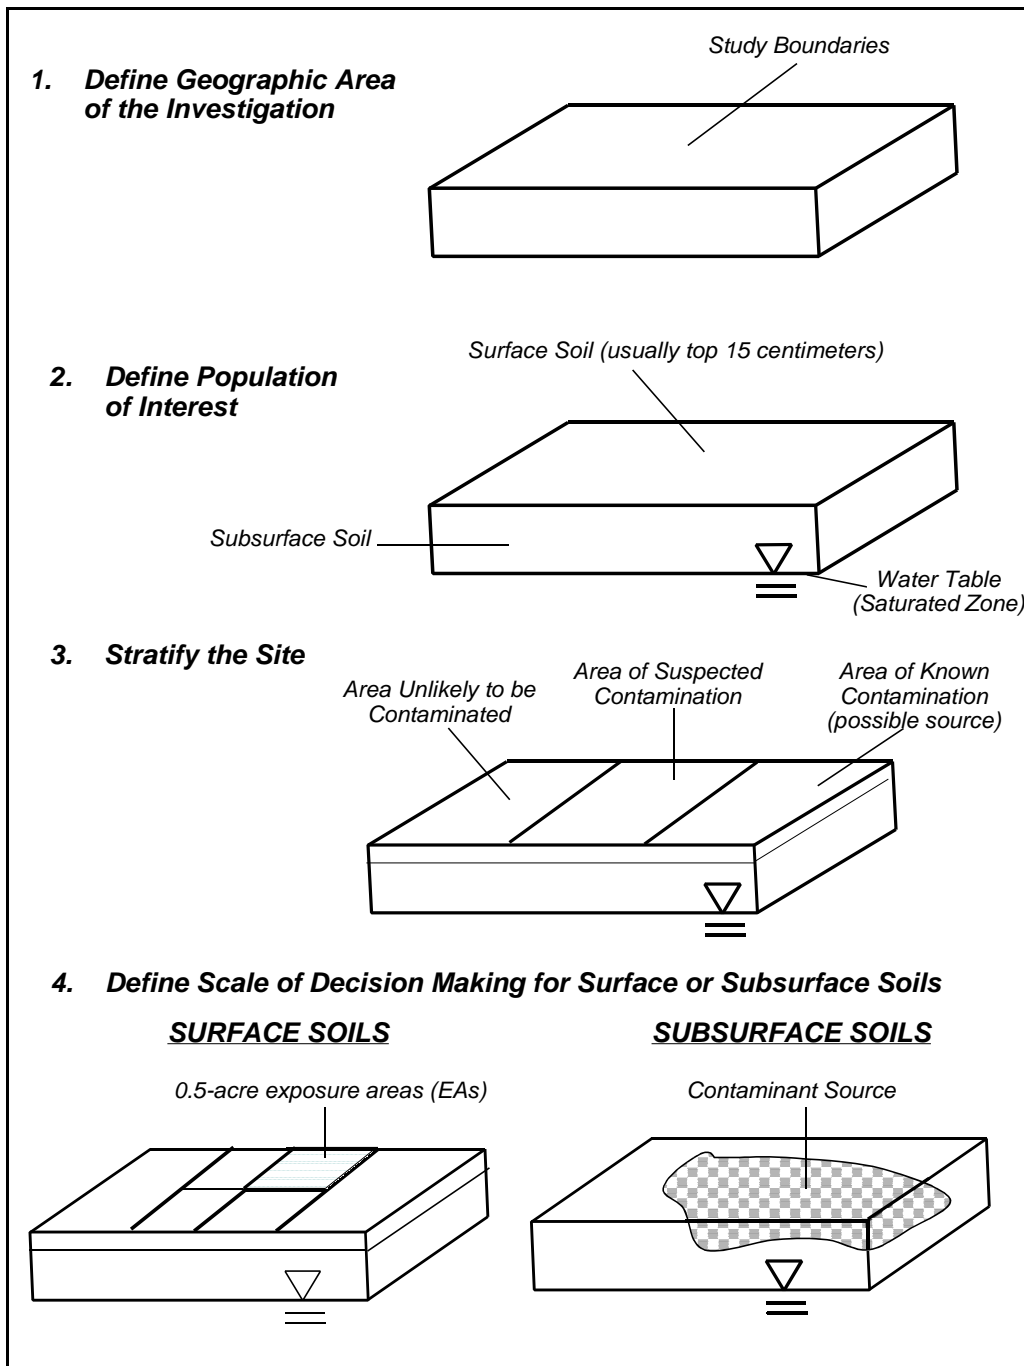 Study Boundaries
1. Define Geographic Area
of the Investigation
Surface Soil (usually top 15 centimeters)
2. Define Population
of Interest
Subsurface Soil
Water Table
(Saturated Zone)
3. Stratify the Site
Area Unlikely to be
Contaminated
Area of Suspected
Contamination
Area of Known
Contamination
(possible source)
4. Define Scale of Decision Making for Surface or Subsurface Soils
SURFACE SOILS
0.5-acre exposure areas (EAs)
SUBSURFACE SOILS
Contaminant Source